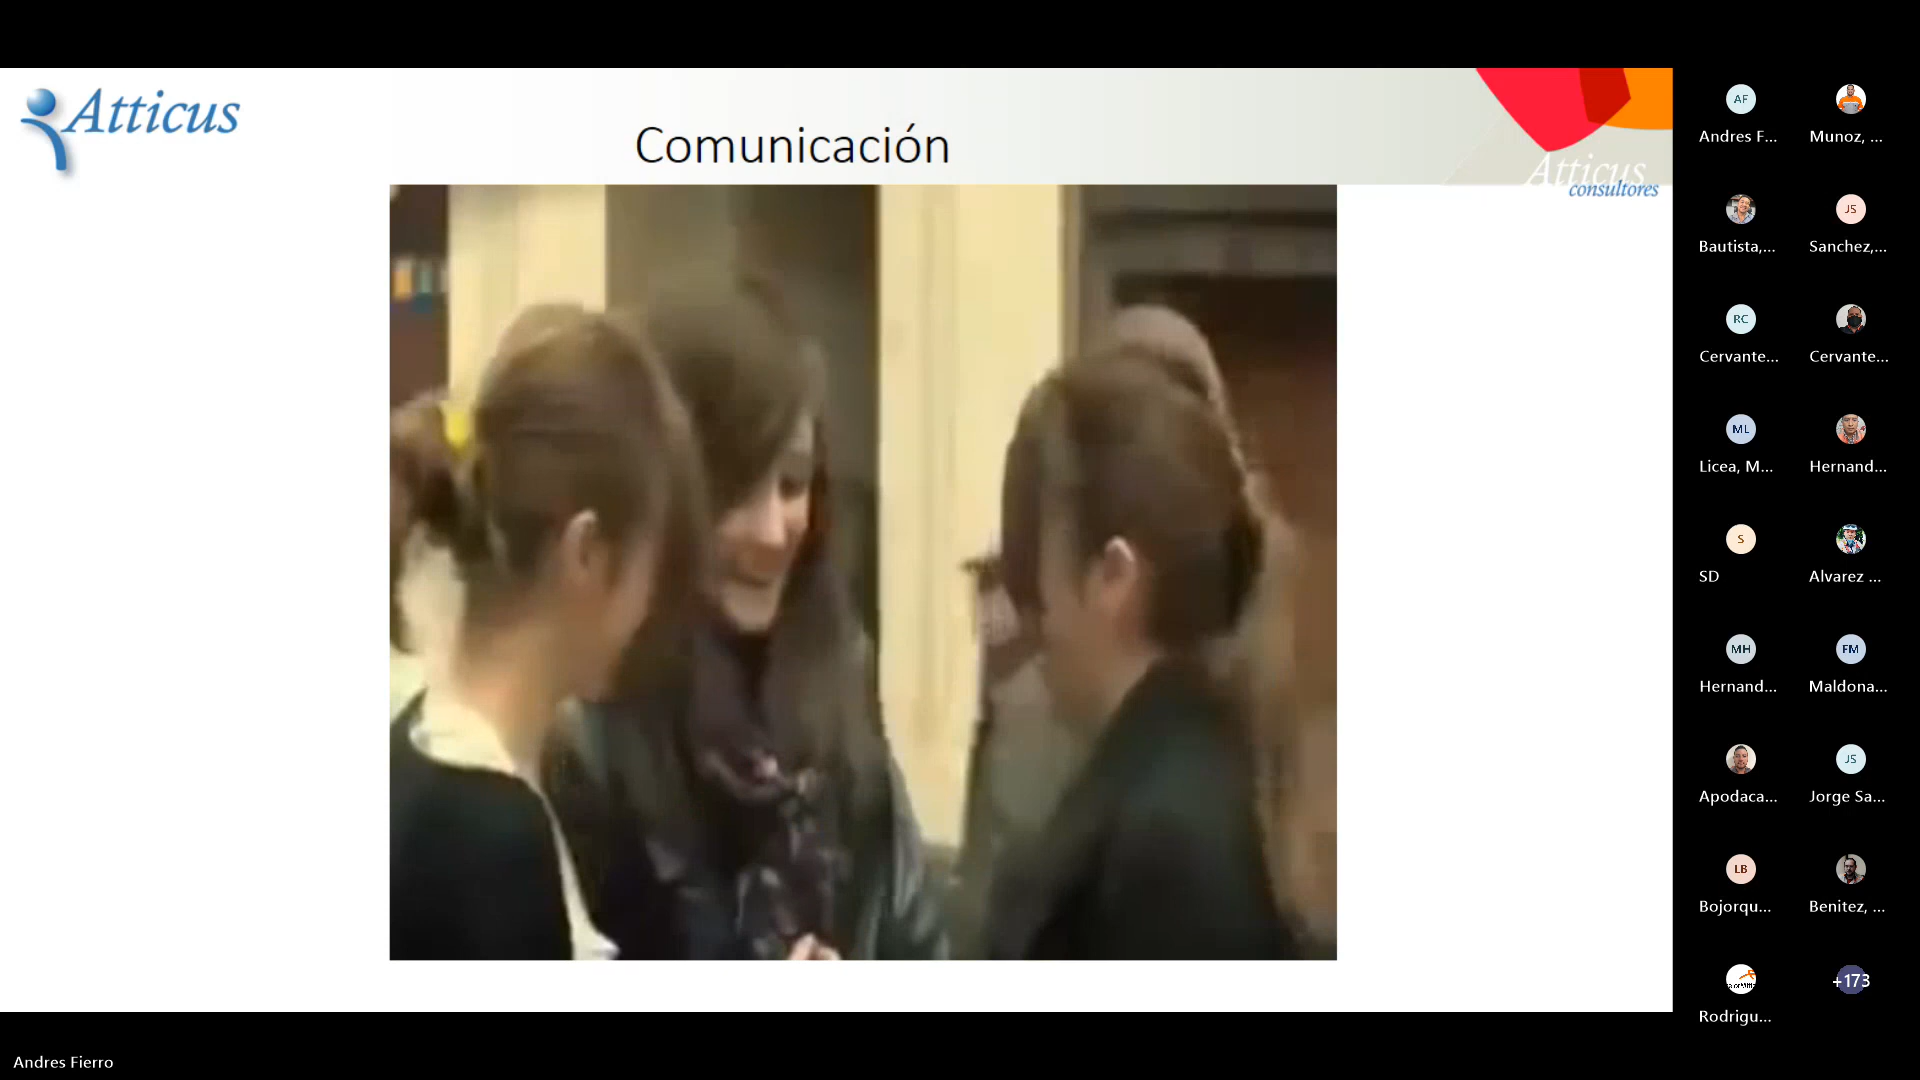 Atticus
Comunicación
Atticus
consultores
AF
Andres F...
Munoz, ...
Bautista,...
JS
Sanchez,...
RC
Cervante...
Cervante...
ML
Licea, M...
Hernand...
S
SD
Alvarez ...
MH
Hernand...
FM
Maldona...
Apodaca...
JS
Jorge Sa...
LB
Bojorqu...
Benitez, ...
Rodrigu...
+173
Andres Fierro